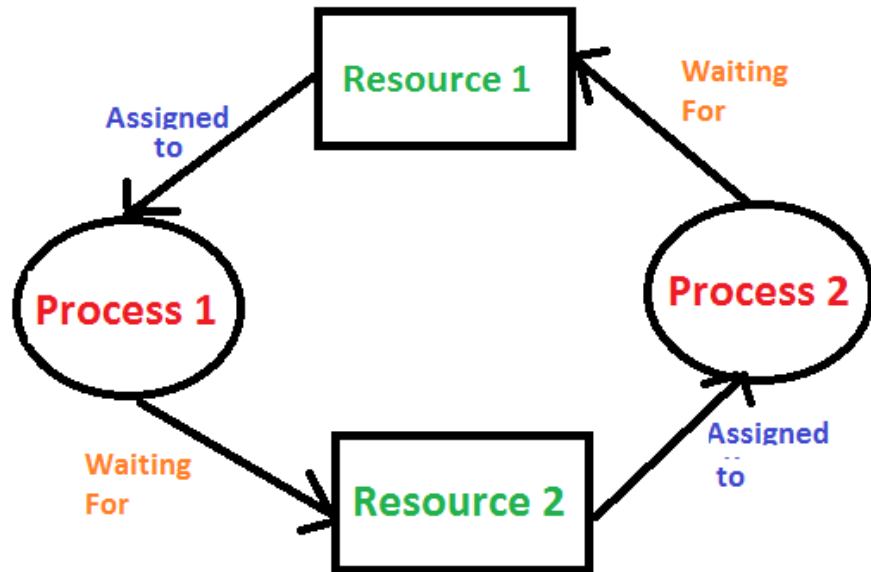 Resource 1
Waiting
For
Assigned
to
Process 1
Process 2
Waiting
For
Resource 2
Assigned
to